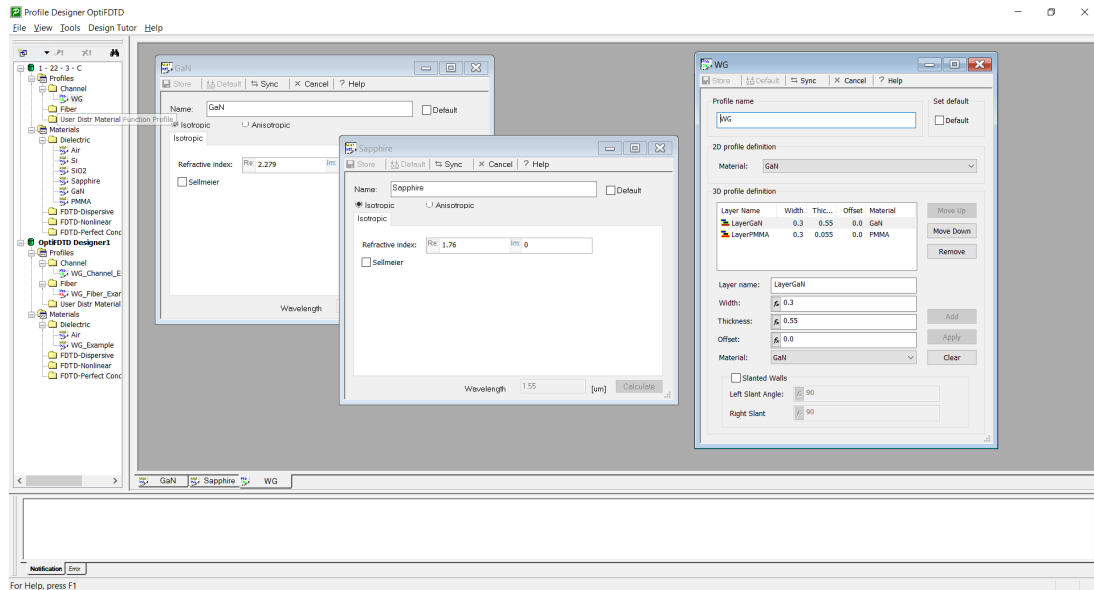 Profile Designer OptiFDTD
File View Tools Design Tutor Help
1 - 22 - 3 - C
Profiles
Channel
WG
Fiber
User Distr Material Function Profile
Materials
Dielectric
Air
Si
SiO2
Sapphire
GaN
PMMA
FDTD-Dispersive
FDTD-Nonlinear
FDTD-Perfect Conc
OptiFDTD Designer1
Profiles
Channel
WG_Channel_E
Fiber
WG_Fiber_Exar
User Distr Material
Materials
Dielectric
Air
WG_Example
FDTD-Dispersive
FDTD-Nonlinear
FDTD-Perfect Conc
GaN
Store Default Sync Cancel ? Help
Name: GaN Default
Isotropic Anisotropic
Isotropic
Refractive index: Re: 2.279 Im:
Sellmeier
Wavelength
Sapphire
Store Default Sync Cancel ? Help
Name: Sapphire Default
Isotropic Anisotropic
Isotropic
Refractive index: Re: 1.76 Im: 0
Sellmeier
Wavelength 1.55 [um] Calculate
WG
Store Default Sync Cancel ? Help
Profile name Set default
WG Default
2D profile definition
Material: GaN
3D profile definition
Layer Name Width Thic... Offset Material
LayerGaN 0.3 0.55 0.0 GaN
LayerPMMA 0.3 0.055 0.0 PMMA
Move Up
Move Down
Remove
Layer name: LayerGaN
Width: 0.3
Thickness: 0.55 Add
Offset: 0.0 Apply
Material: GaN Clear
Slanted Walls
Left Slant Angle: 90
Right Slant 90
GaN Sapphire WG
Notification Error
For Help, press F1